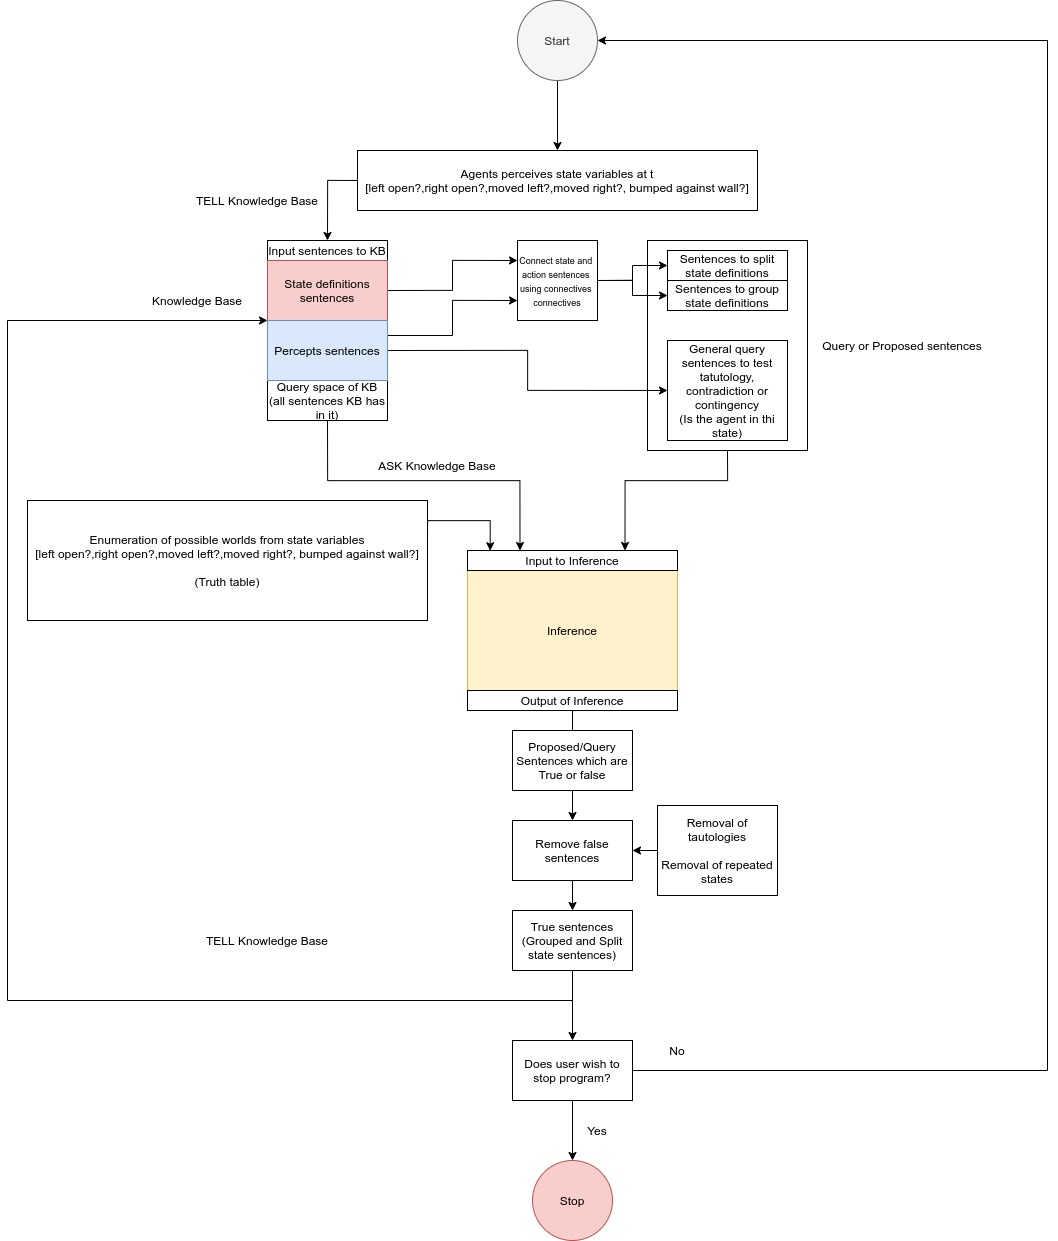 Start
Agents perceives state variables at t
[left open?,right open?,moved left?,moved right?, bumped against wall?]
TELL Knowledge Base
Input sentences to KB
State definitions
sentences
Knowledge Base
Percepts sentences
Query space of KB
(all sentences KB has
in it)
Connect state and
action sentences
using connectives
connectives
Sentences to split
state definitions
Sentences to group
state definitions
General query
sentences to test
tatutology,
contradiction or
contingency
(Is the agent in thi
state)
Query or Proposed sentences
ASK Knowledge Base
Enumeration of possible worlds from state variables
[left open?,right open?,moved left?,moved right?, bumped against wall?]
(Truth table)
Input to Inference
Inference
Output of Inference
Proposed/Query
Sentences which are
True or false
Remove false
sentences
Removal of
tautologies
Removal of repeated
states
True sentences
(Grouped and Split
state sentences)
TELL Knowledge Base
Does user wish to
stop program?
No
Yes
Stop